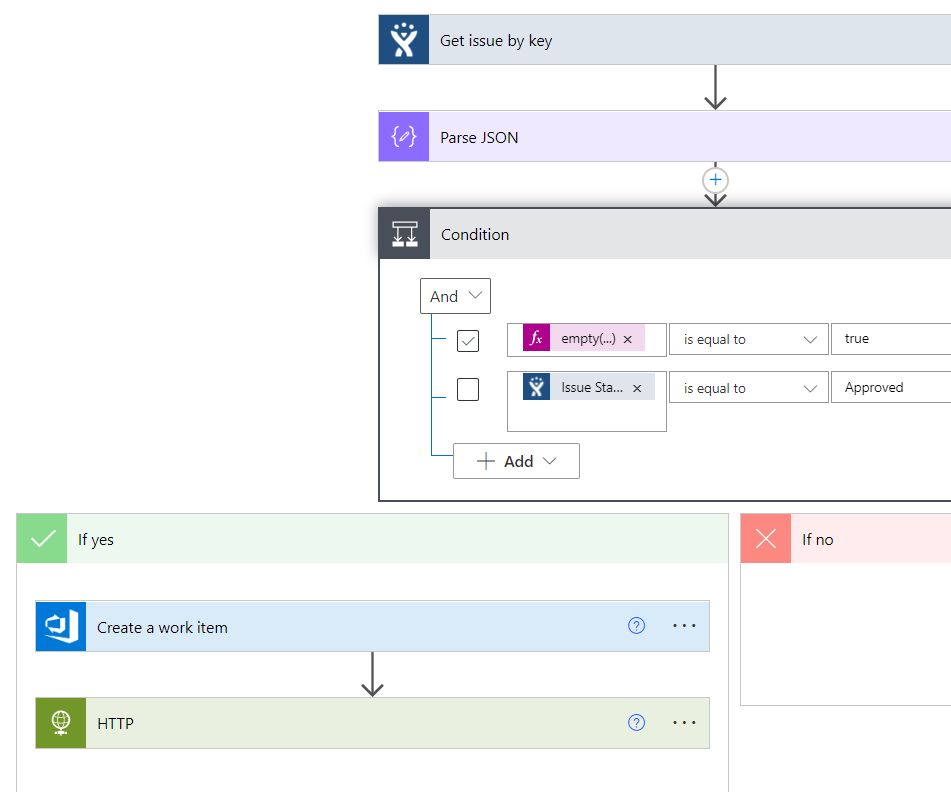 Get issue by key
Parse JSON
Condition
And
fx empty(...) × is equal to true
Issue Sta... × is equal to Approved
Add
If yes
If no
Create a work item
HTTP